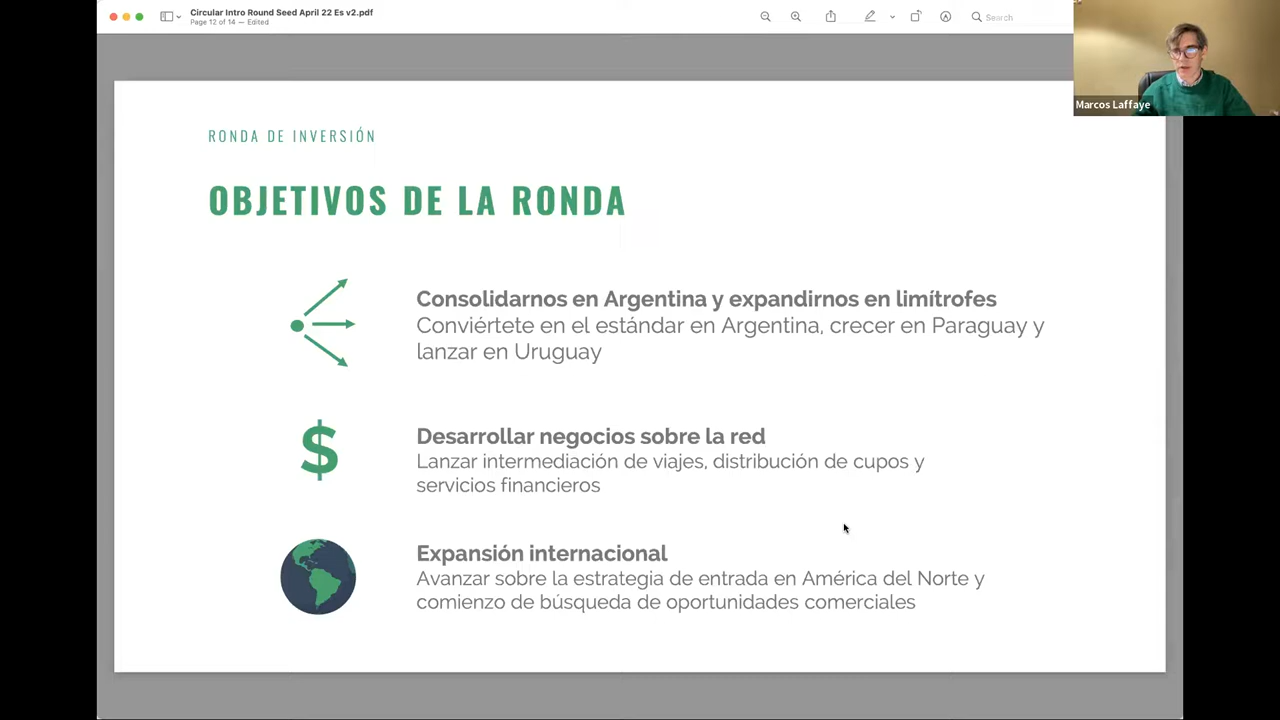 Circular Intro Round Seed April 22 Es v2.pdf
Page 12 of 14 — Edited
Search
Marcos Laffaye
RONDA DE INVERSIÓN
OBJETIVOS DE LA RONDA
Consolidarnos en Argentina y expandirnos en limítrofes
Conviértete en el estándar en Argentina, crecer en Paraguay y
lanzar en Uruguay
$
Desarrollar negocios sobre la red
Lanzar intermediación de viajes, distribución de cupos y
servicios financieros
Expansión internacional
Avanzar sobre la estrategia de entrada en América del Norte y
comienzo de búsqueda de oportunidades comerciales